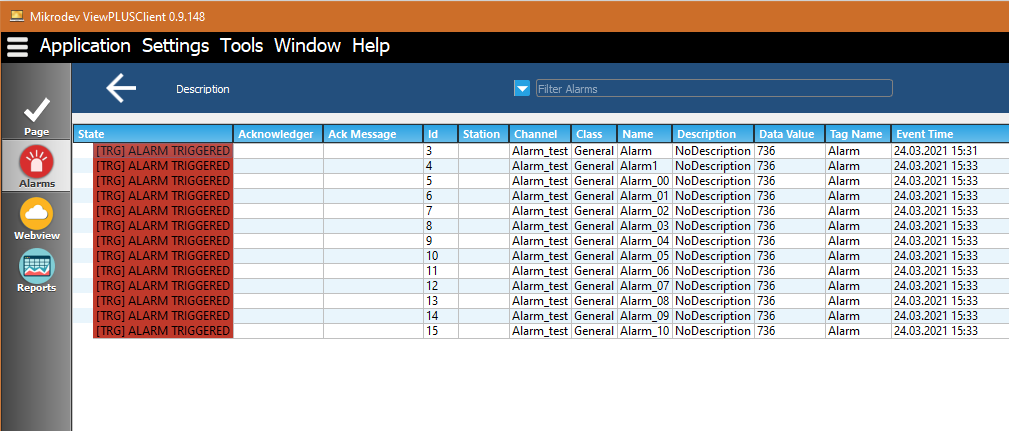 Mikrodev ViewPLUSClient 0.9.148
Application Settings Tools Window Help
Description Filter Alarms
Page
Alarms
Webview
Reports
State Acknowledger Ack Message Id Station Channel Class Name Description Data Value Tag Name Event Time
[TRG] ALARM TRIGGERED 3 Alarm_test General Alarm NoDescription 736 Alarm 24.03.2021 15:31
[TRG] ALARM TRIGGERED 4 Alarm_test General Alarm1 NoDescription 736 Alarm 24.03.2021 15:33
[TRG] ALARM TRIGGERED 5 Alarm_test General Alarm_00 NoDescription 736 Alarm 24.03.2021 15:33
[TRG] ALARM TRIGGERED 6 Alarm_test General Alarm_01 NoDescription 736 Alarm 24.03.2021 15:33
[TRG] ALARM TRIGGERED 7 Alarm_test General Alarm_02 NoDescription 736 Alarm 24.03.2021 15:33
[TRG] ALARM TRIGGERED 8 Alarm_test General Alarm_03 NoDescription 736 Alarm 24.03.2021 15:33
[TRG] ALARM TRIGGERED 9 Alarm_test General Alarm_04 NoDescription 736 Alarm 24.03.2021 15:33
[TRG] ALARM TRIGGERED 10 Alarm_test General Alarm_05 NoDescription 736 Alarm 24.03.2021 15:33
[TRG] ALARM TRIGGERED 11 Alarm_test General Alarm_06 NoDescription 736 Alarm 24.03.2021 15:33
[TRG] ALARM TRIGGERED 12 Alarm_test General Alarm_07 NoDescription 736 Alarm 24.03.2021 15:33
[TRG] ALARM TRIGGERED 13 Alarm_test General Alarm_08 NoDescription 736 Alarm 24.03.2021 15:33
[TRG] ALARM TRIGGERED 14 Alarm_test General Alarm_09 NoDescription 736 Alarm 24.03.2021 15:33
[TRG] ALARM TRIGGERED 15 Alarm_test General Alarm_10 NoDescription 736 Alarm 24.03.2021 15:33